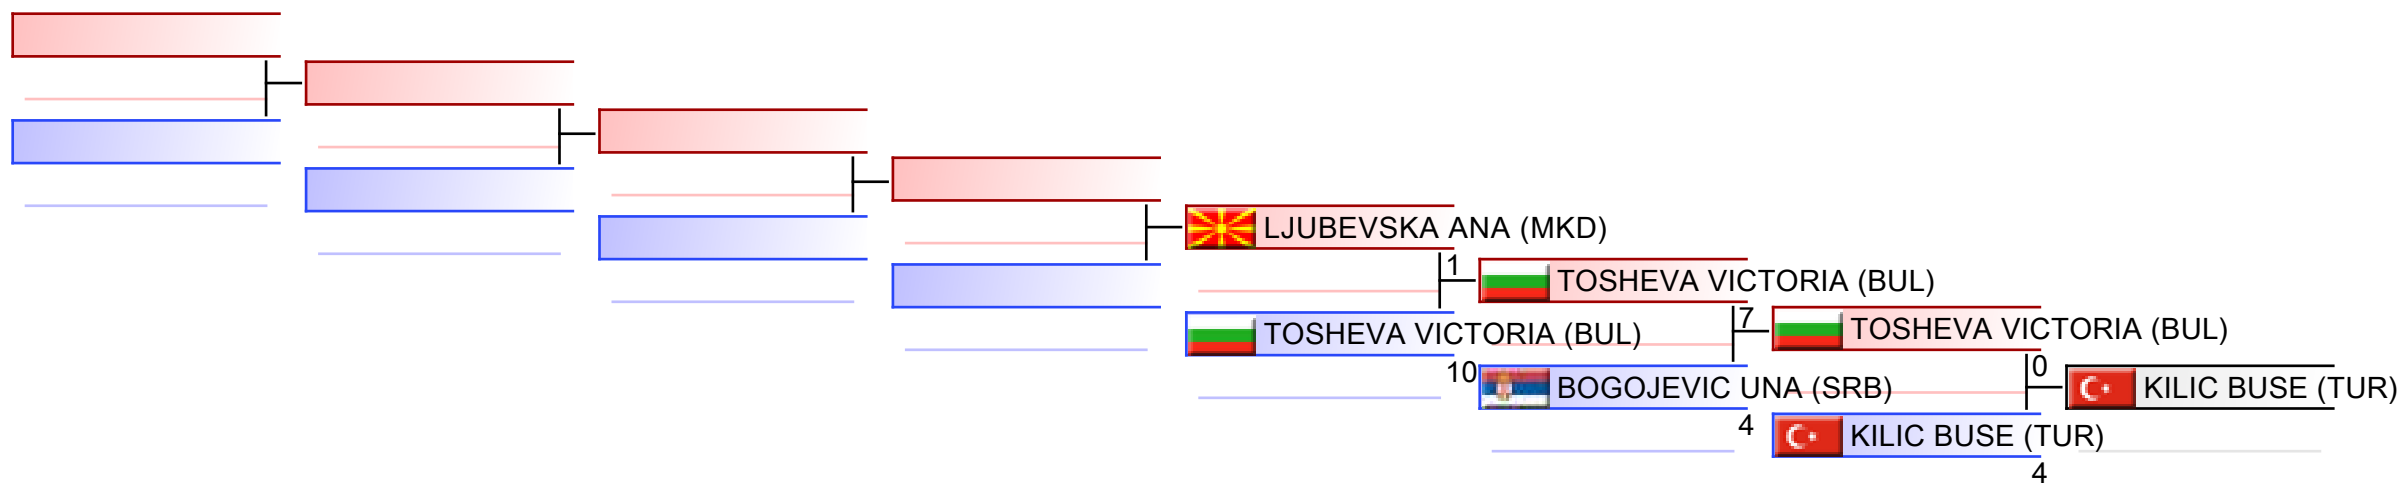 LJUBEVSKA ANA (MKD)
1
TOSHEVA VICTORIA (BUL)
10
TOSHEVA VICTORIA (BUL)
7
BOGOJEVIC UNA (SRB)
4
TOSHEVA VICTORIA (BUL)
0
KILIC BUSE (TUR)
4
KILIC BUSE (TUR)